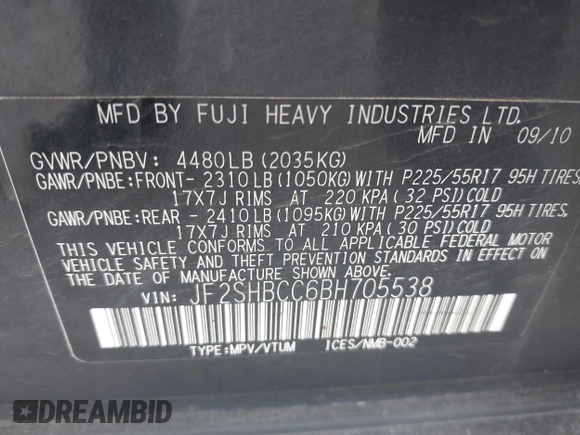 MFD BY FUJI HEAVY INDUSTRIES LTD.
MFD IN 09/10
GVWR/PNBV: 4480LB(2035KG)
GAWR/PNBE:FRONT- 2310LB(1050KG)WITH P225/55R17 95H TIRES,
17X7J RIMS AT 220 KPA(32 PSI)COLD
GAWR/PNBE:REAR - 2410LB(1095KG)WITH P225/55R17 95H TIRES,
17X7J RIMS AT 210 KPA(30 PSI)COLD
THIS VEHICLE CONFORMS TO ALL APPLICABLE FEDERAL MOTOR
VEHICLE SAFETY AND THEFT PREVENTION STANDARDS IN EFFECT ON
THE DATE OF MANUFACTURE SHOWN ABOVE.
VIN: JF2SHBCC6BH705538
TYPE:MPV/VTUM ICES/NMB-002
DREAMBID